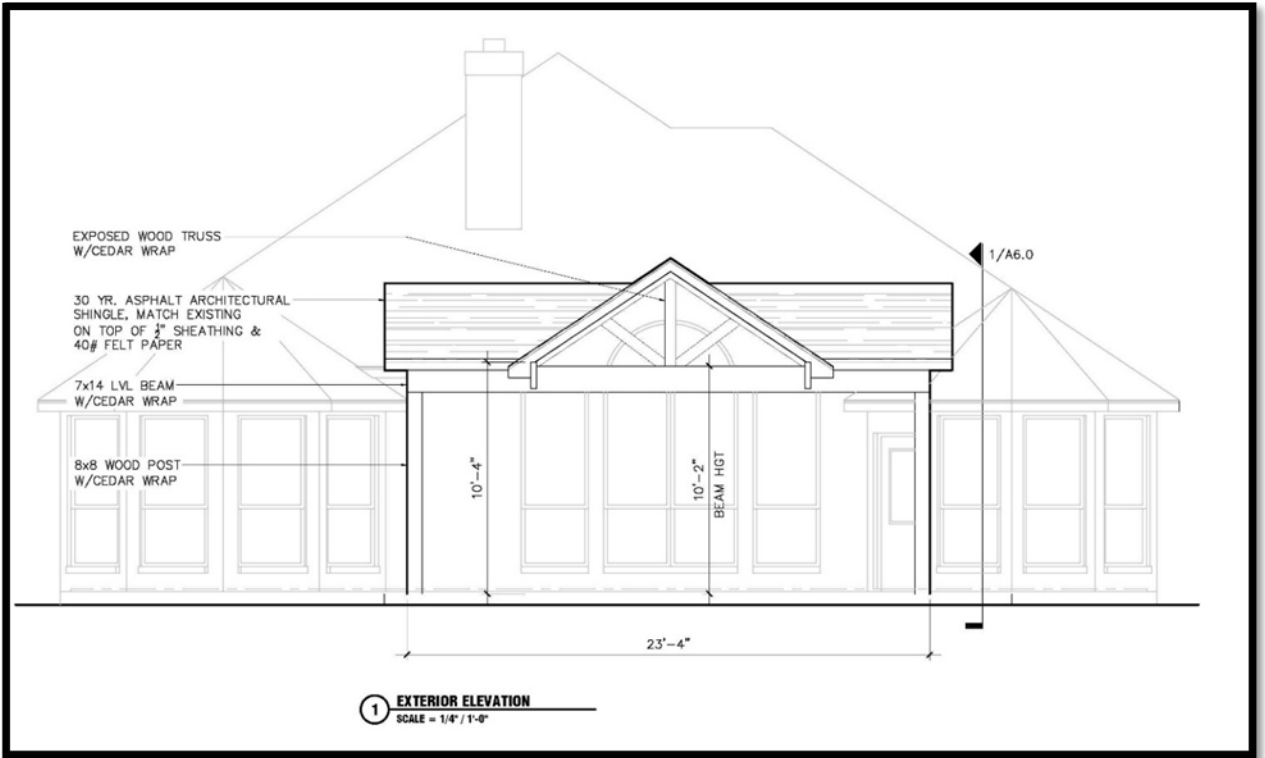 EXPOSED WOOD TRUSS
W/CEDAR WRAP
1/A6.0
30 YR. ASPHALT ARCHITECTURAL
SHINGLE, MATCH EXISTING
ON TOP OF ½" SHEATHING &
40# FELT PAPER
7x14 LVL BEAM
W/CEDAR WRAP
8x8 WOOD POST
W/CEDAR WRAP
10'-4"
10'-2"
BEAM HGT
23'-4"
1
EXTERIOR ELEVATION
SCALE = 1/4" / 1'-0"